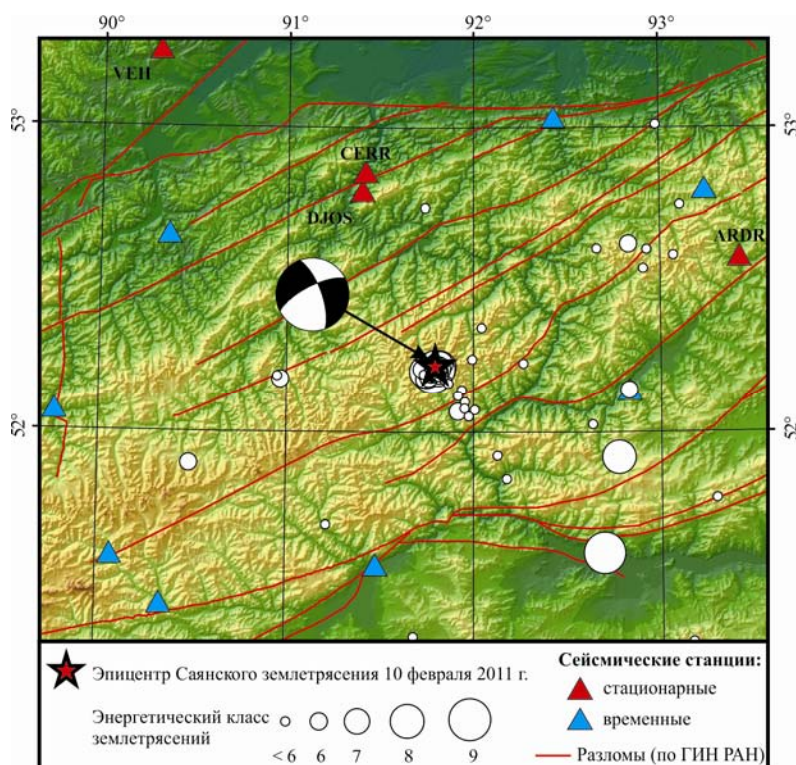 90° 91° 92° 93°
VEH
53° 53°
CERR
DJOS
ARDR
52° 52°
Эпицентр Саянского землетрясения 10 февраля 2011 г.
Энергетический класс
землетрясений
< 6 6 7 8 9
Сейсмические станции:
стационарные
временные
Разломы (по ГИН РАН)